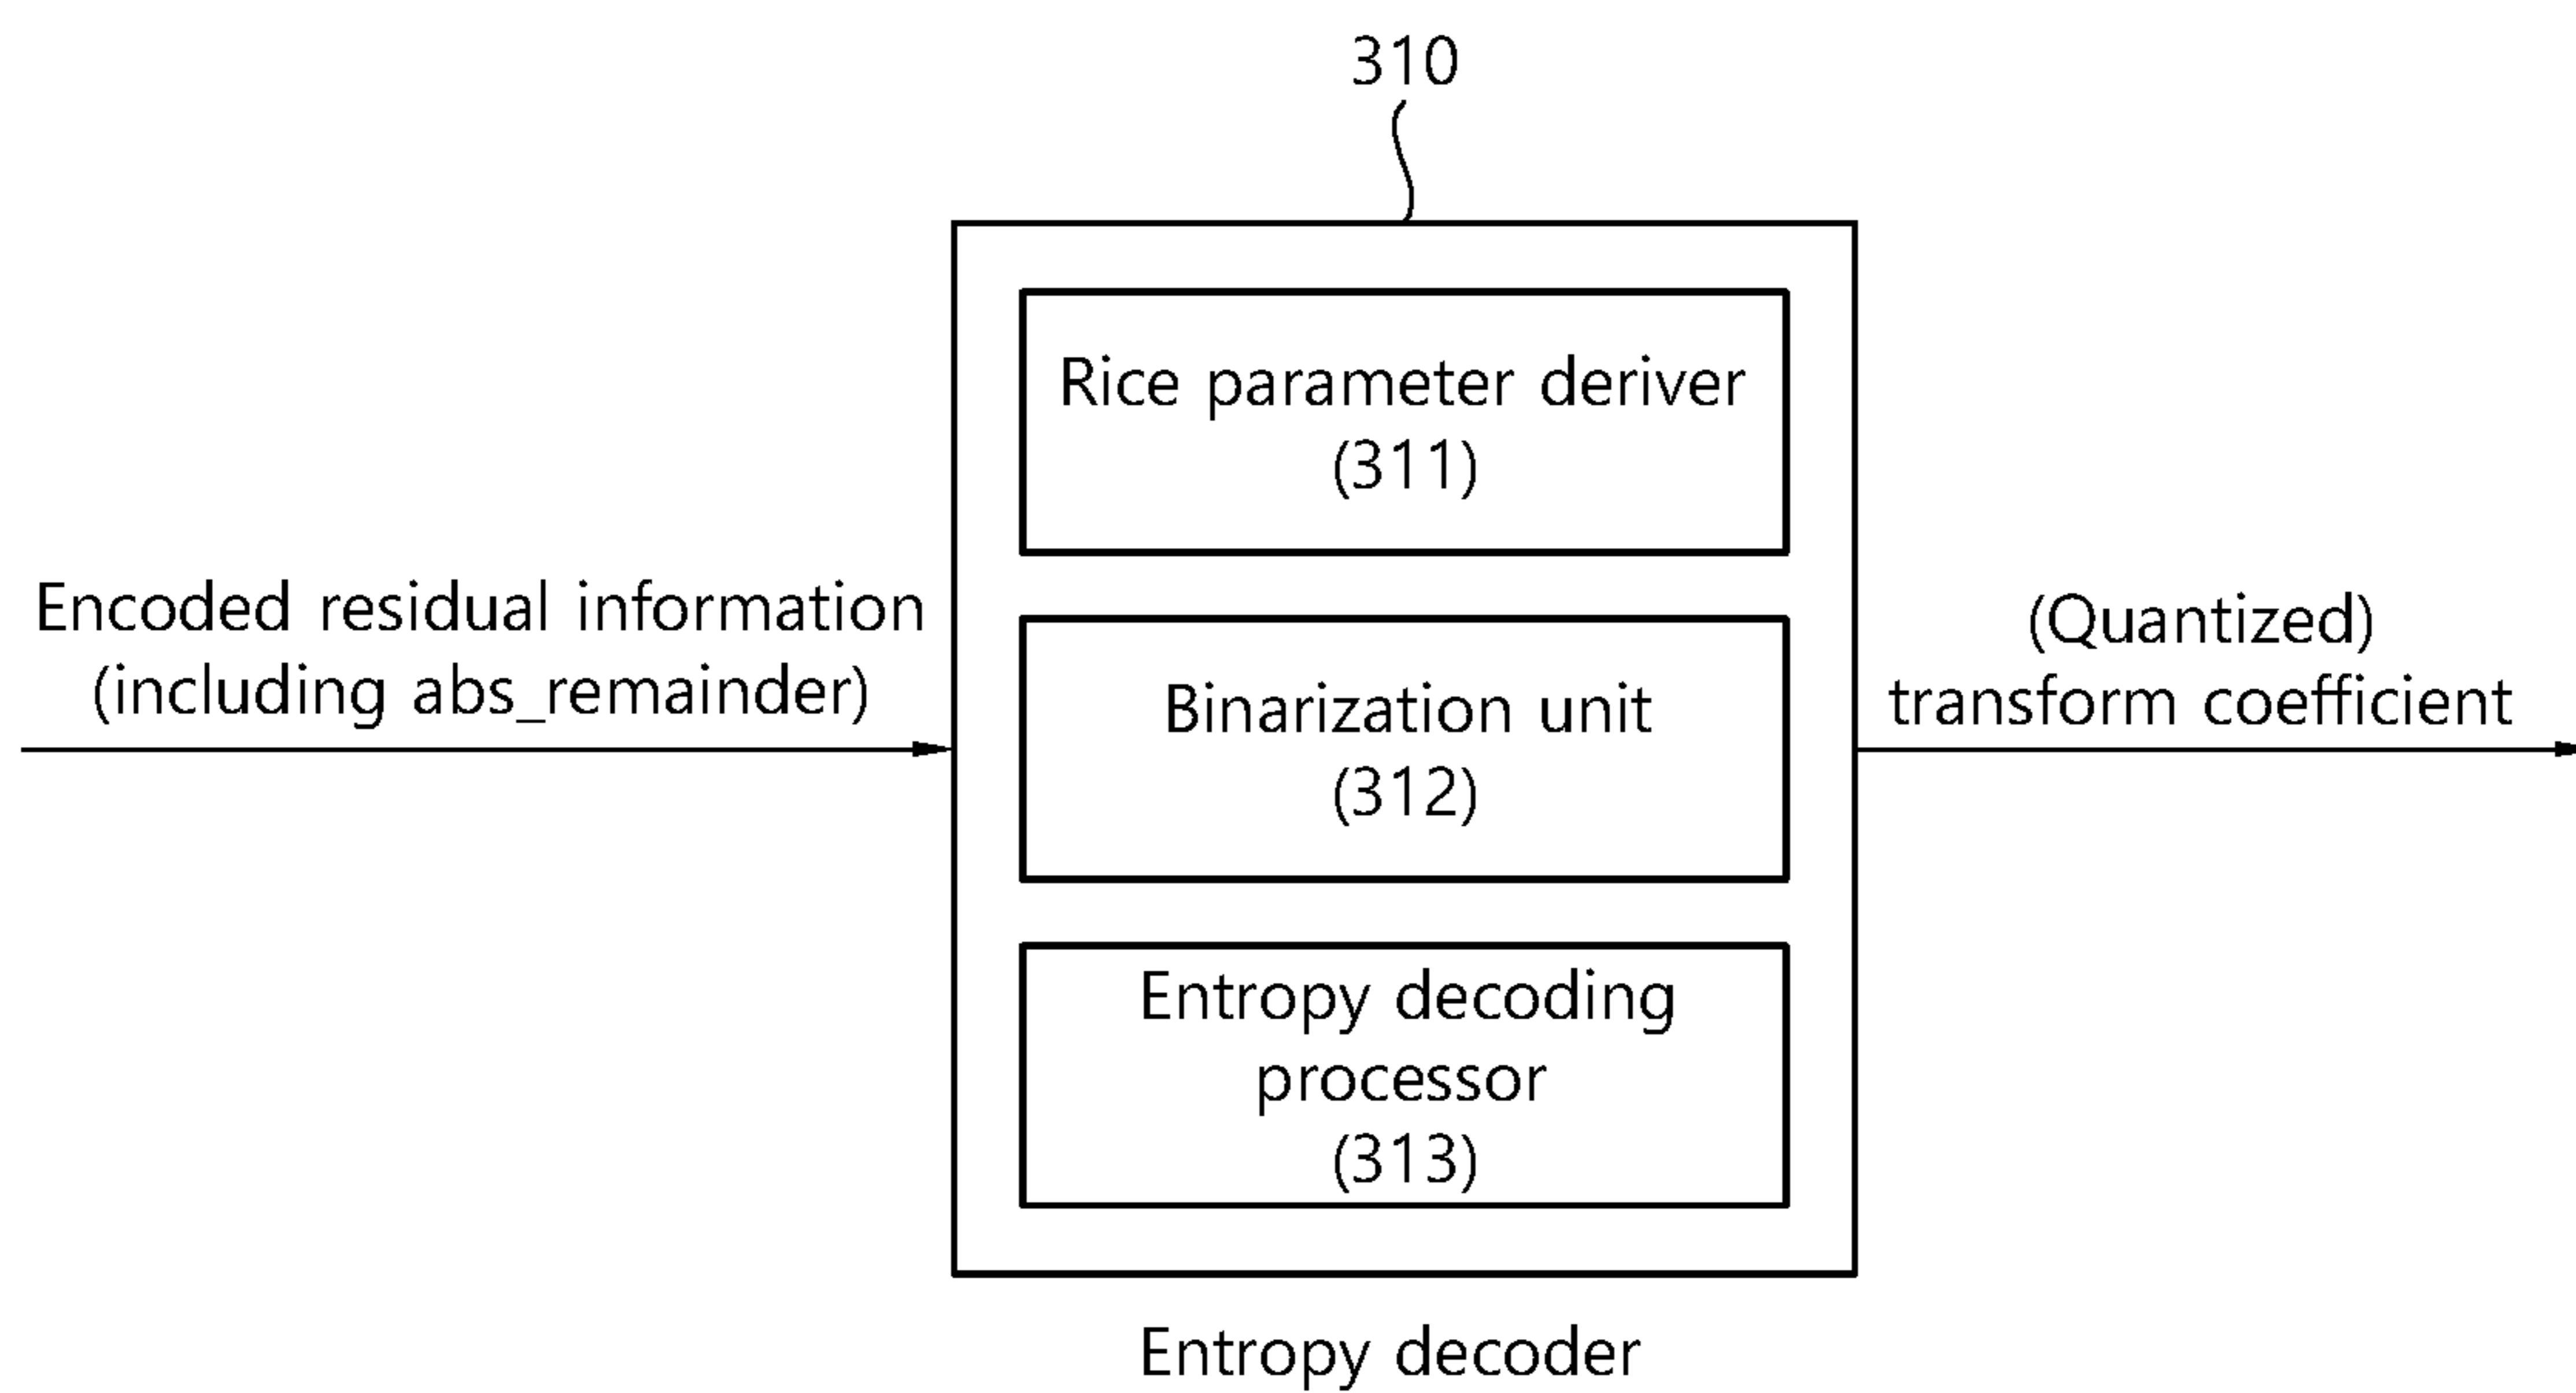 310
Rice parameter deriver
(311)
Encoded residual information
(including abs_remainder)
Binarization unit
(312)
(Quantized)
transform coefficient
Entropy decoding
processor
(313)
Entropy decoder